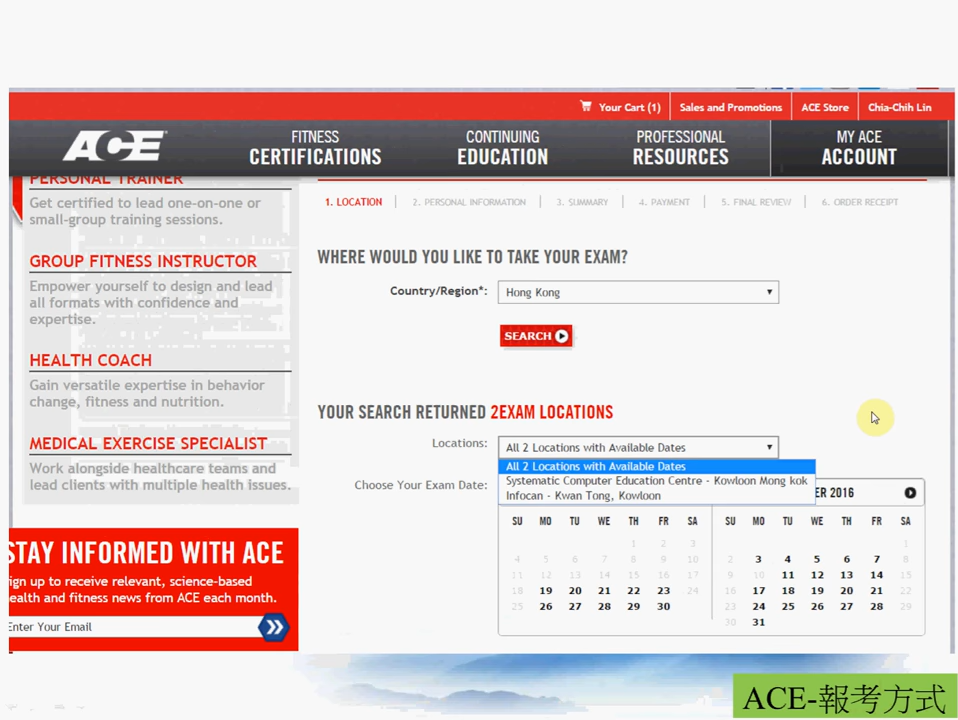 Your Cart (1)
Sales and Promotions
ACE Store
Chia-Chih Lin
ACE
FITNESS
CERTIFICATIONS
CONTINUING
EDUCATION
PROFESSIONAL
RESOURCES
MY ACE
ACCOUNT
PERSONAL TRAINER
Get certified to lead one-on-one or
small-group training sessions.
GROUP FITNESS INSTRUCTOR
Empower yourself to design and lead
all formats with confidence and
expertise.
HEALTH COACH
Gain versatile expertise in behavior
change, fitness and nutrition.
MEDICAL EXERCISE SPECIALIST
Work alongside healthcare teams and
lead clients with multiple health issues.
STAY INFORMED WITH ACE
ign up to receive relevant, science-based
ealth and fitness news from ACE each month.
Enter Your Email
1. LOCATION | 2. PERSONAL INFORMATION | 3. SUMMARY | 4. PAYMENT | 5. FINAL REVIEW | 6. ORDER RECEIPT
WHERE WOULD YOU LIKE TO TAKE YOUR EXAM?
Country/Region*: Hong Kong
SEARCH
YOUR SEARCH RETURNED 2EXAM LOCATIONS
Locations: All 2 Locations with Available Dates
All 2 Locations with Available Dates
Systematic Computer Education Centre - Kowloon Mong kok
Infocan - Kwan Tong, Kowloon
Choose Your Exam Date:
ER 2016
SU MO TU WE TH FR SA
1 2 3
4 5 6 7 8 9 10
11 12 13 14 15 16 17
18 19 20 21 22 23 24
25 26 27 28 29 30
SU MO TU WE TH FR SA
1
2 3 4 5 6 7 8
9 10 11 12 13 14 15
16 17 18 19 20 21 22
23 24 25 26 27 28 29
30 31
ACE-報考方式